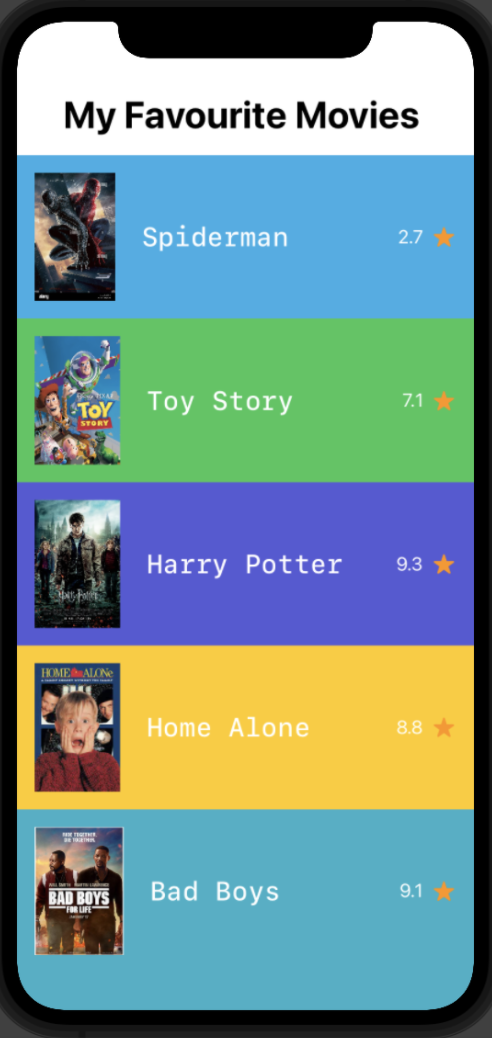 My Favourite Movies
Spiderman
2.7
TOY
STORY
Toy Story
7.1
Harry Potter
9.3
HOME ALONe
Home Alone
8.8
BAD BOYS
FOR LIFE
Bad Boys
9.1